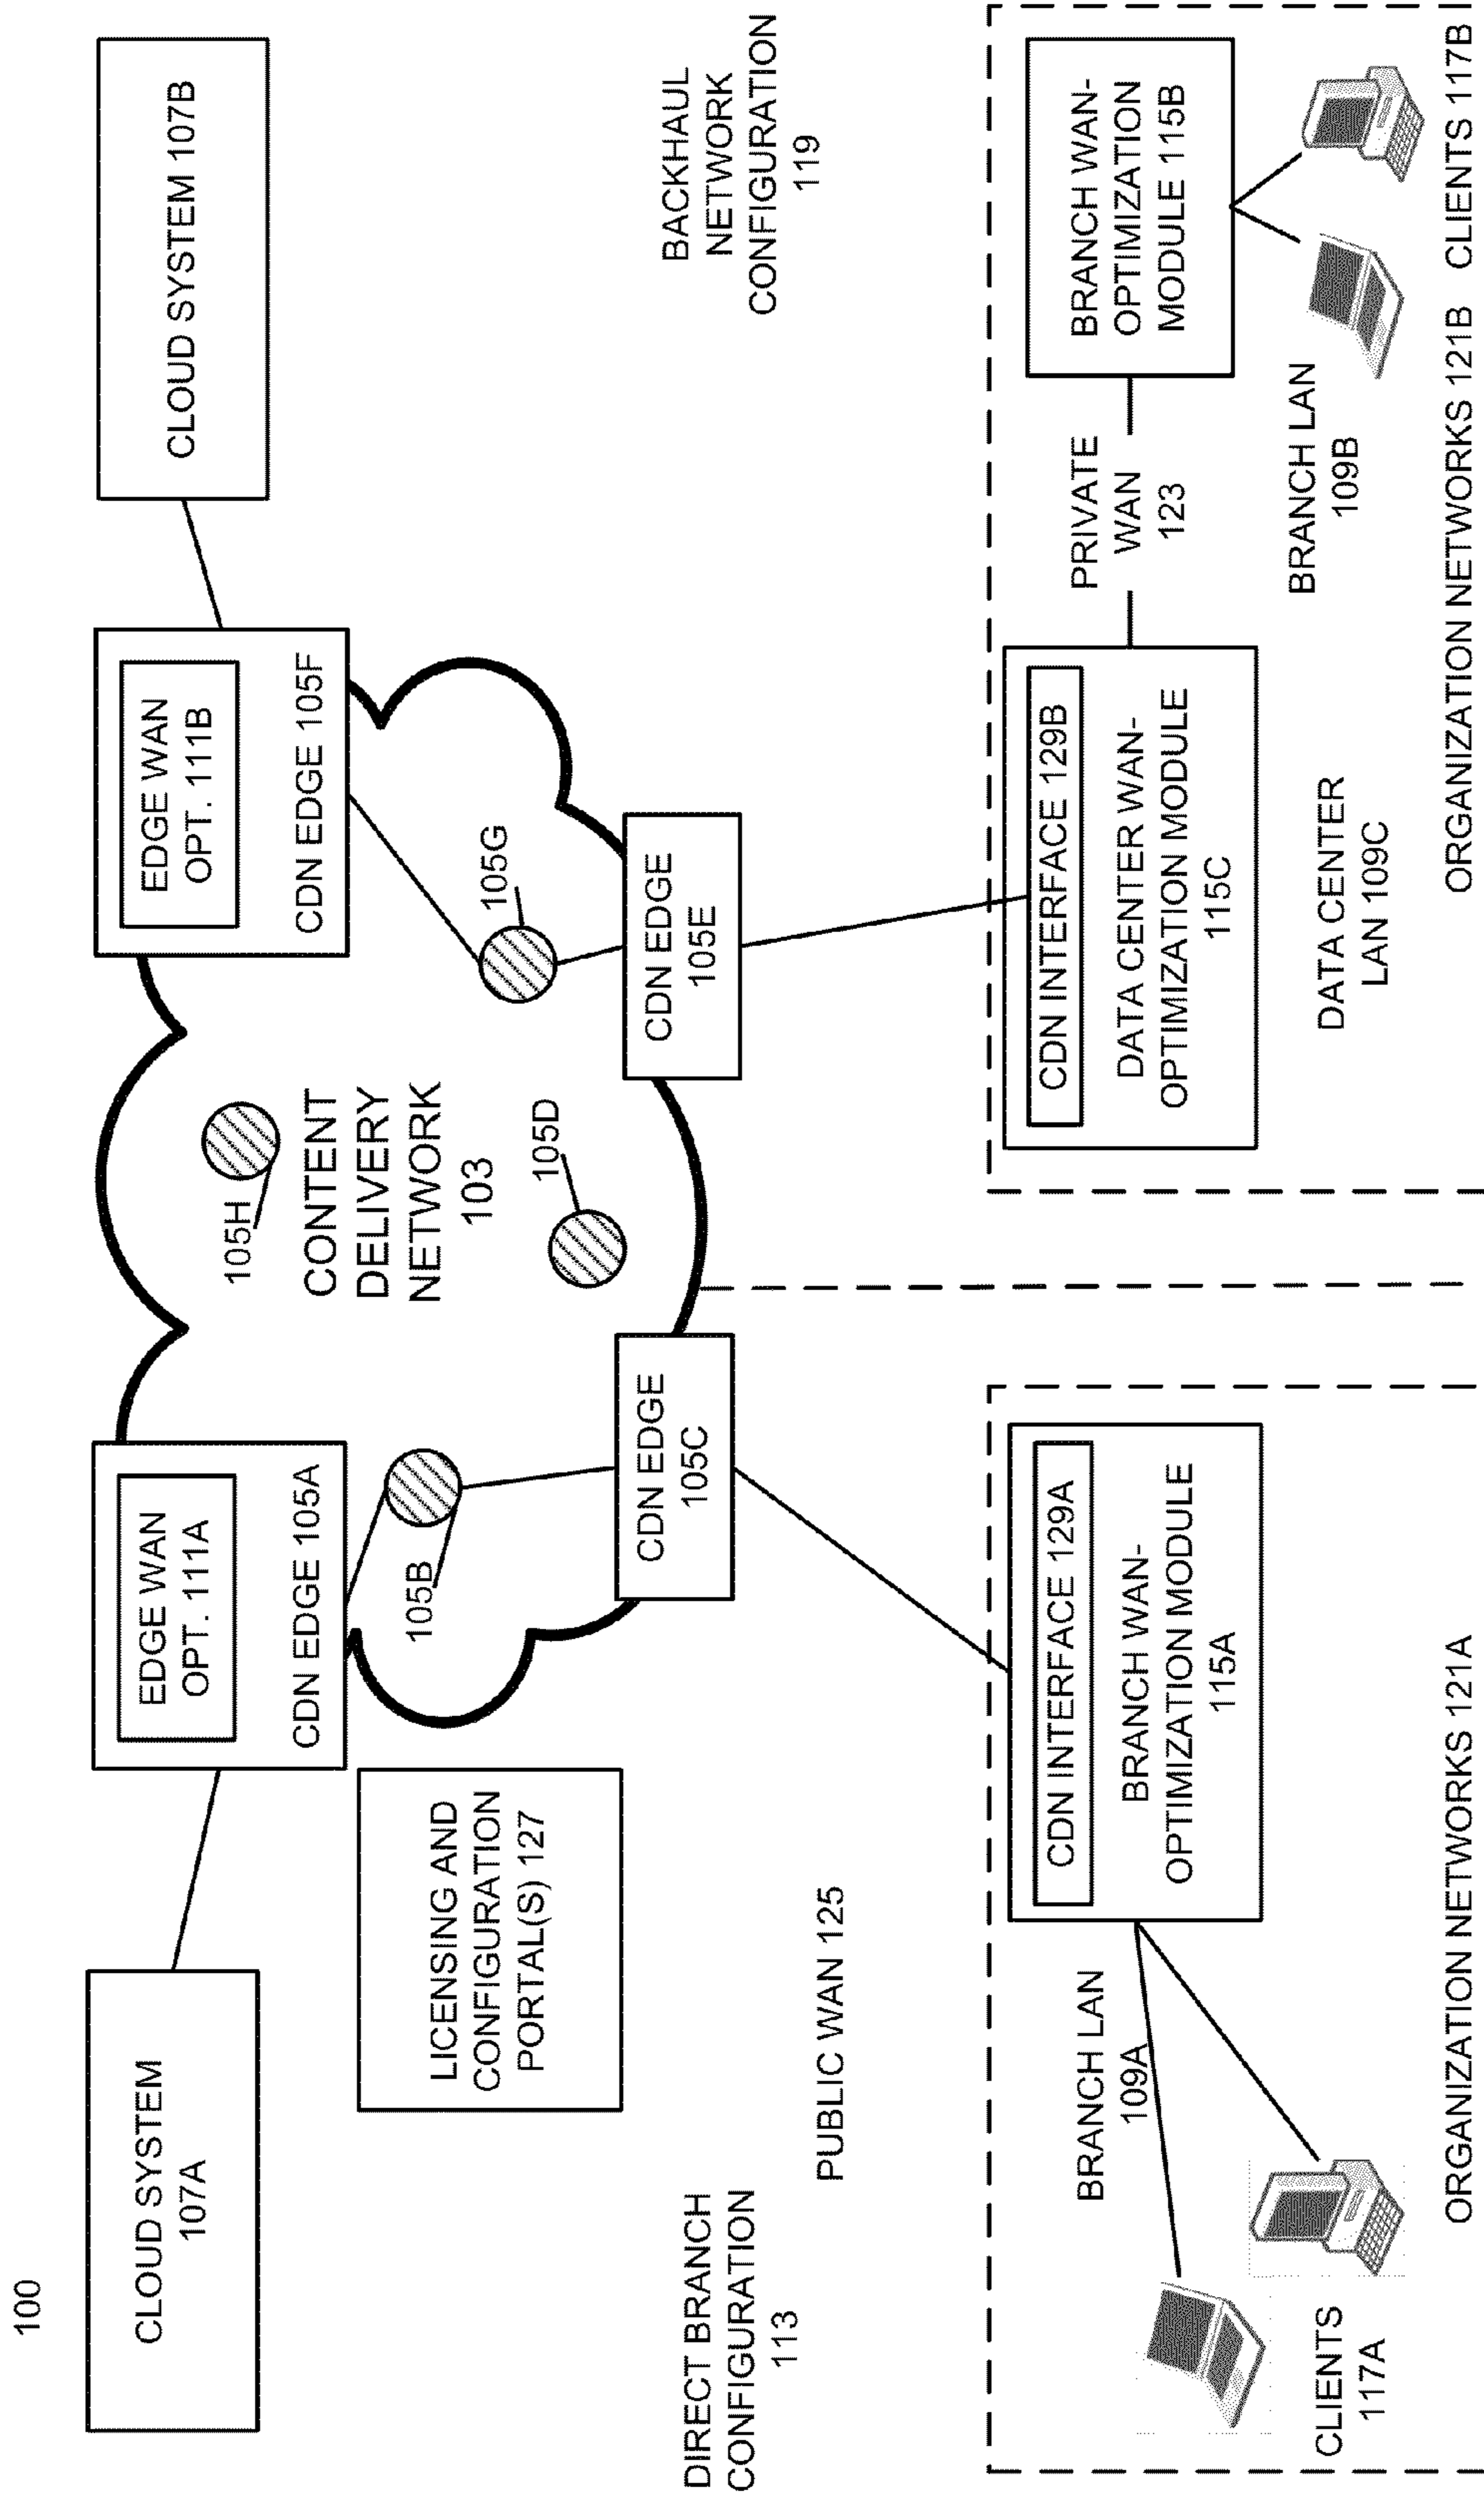 100
CLOUD SYSTEM
107A
EDGE WAN
OPT. 111A
CDN EDGE 105A
EDGE WAN
OPT. 111B
CDN EDGE 105F
CLOUD SYSTEM 107B
LICENSING AND
CONFIGURATION
PORTAL(S) 127
105B
105H
CONTENT
DELIVERY
NETWORK
103
105D
105G
CDN EDGE
105C
CDN EDGE
105E
DIRECT BRANCH
CONFIGURATION
113
PUBLIC WAN 125
BACKHAUL
NETWORK
CONFIGURATION
119
CDN INTERFACE 129A
BRANCH WAN-
OPTIMIZATION MODULE
115A
BRANCH LAN
109A
CLIENTS
117A
ORGANIZATION NETWORKS 121A
CDN INTERFACE 129B
DATA CENTER WAN-
OPTIMIZATION MODULE
115C
DATA CENTER
LAN 109C
PRIVATE
WAN
123
BRANCH WAN-
OPTIMIZATION
MODULE 115B
BRANCH LAN
109B
ORGANIZATION NETWORKS 121B
CLIENTS 117B